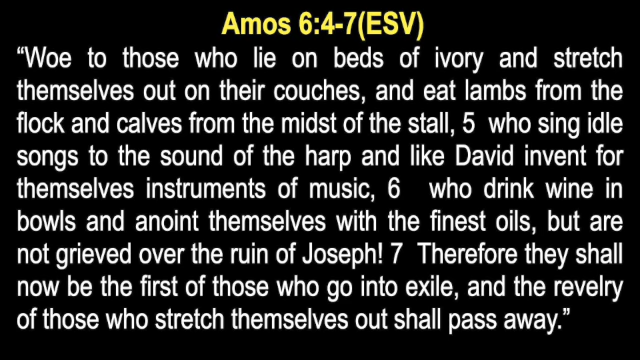 Amos 6:4-7(ESV)
“Woe to those who lie on beds of ivory and stretch
themselves out on their couches, and eat lambs from the
flock and calves from the midst of the stall, 5 who sing idle
songs to the sound of the harp and like David invent for
themselves instruments of music, 6 who drink wine in
bowls and anoint themselves with the finest oils, but are
not grieved over the ruin of Joseph! 7 Therefore they shall
now be the first of those who go into exile, and the revelry
of those who stretch themselves out shall pass away.”